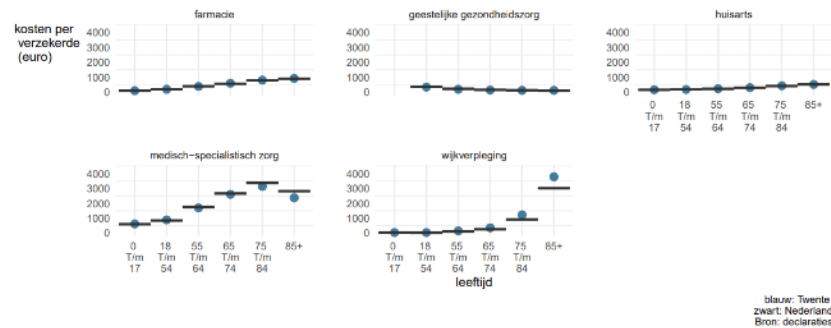 kosten per
verzekerde
(euro)
farmacie
geestelijke gezondheidszorg
huisarts
4000
3000
2000
1000
0
4000
3000
2000
1000
0
4000
3000
2000
1000
0
0
T/m
17
18
T/m
54
55
T/m
64
65
T/m
74
75
T/m
84
85+
medisch-specialistisch zorg
wijkverpleging
4000
3000
2000
1000
0
4000
3000
2000
1000
0
0
T/m
17
18
T/m
54
55
T/m
64
65
T/m
74
75
T/m
84
85+
0
T/m
17
18
T/m
54
55
T/m
64
65
T/m
74
75
T/m
84
85+
leeftijd
blauw: Twente
zwart: Nederland
Bron: declaraties